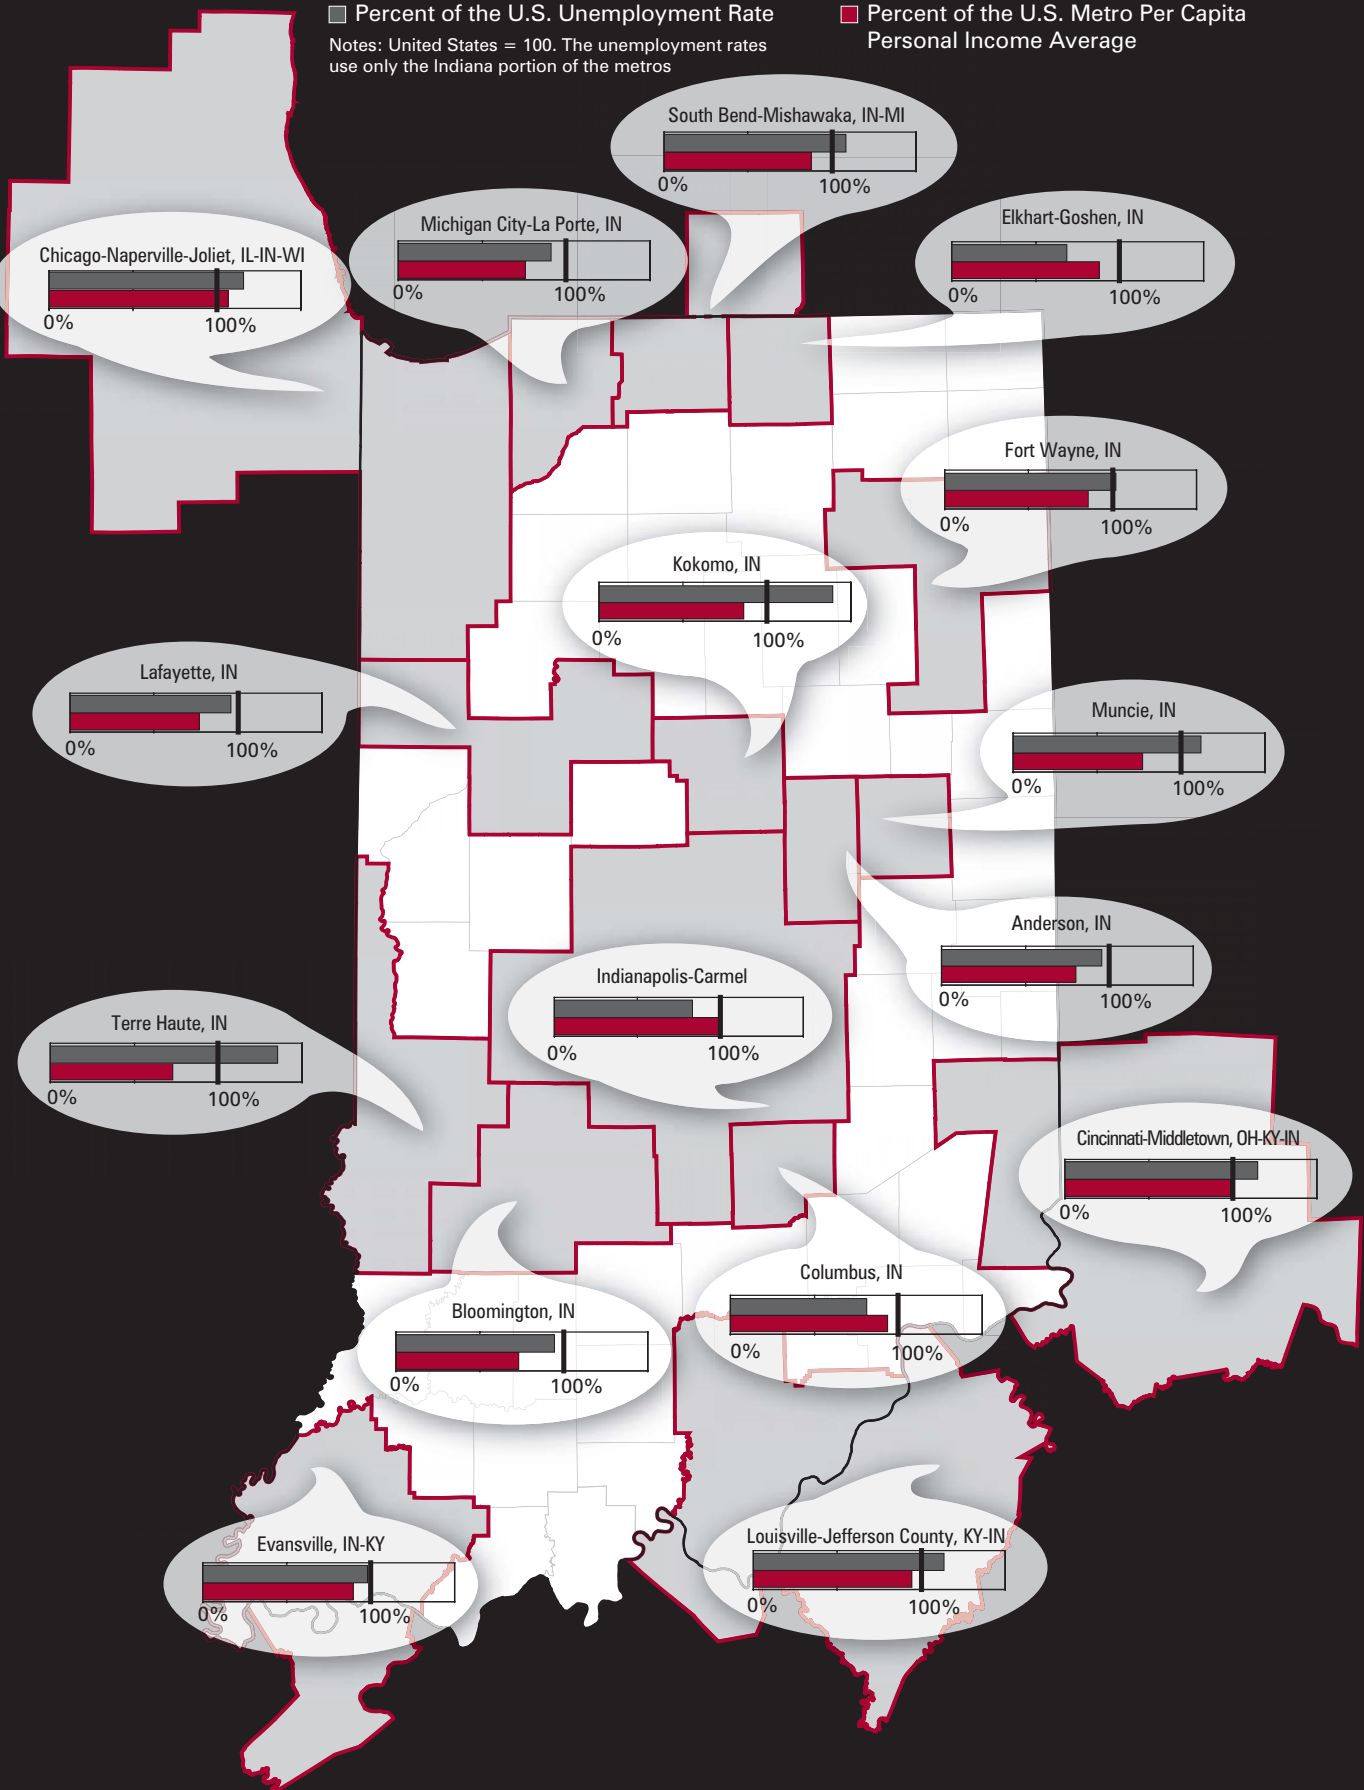 Percent of the U.S. Unemployment Rate
Notes: United States = 100. The unemployment rates
use only the Indiana portion of the metros
Percent of the U.S. Metro Per Capita
Personal Income Average
South Bend-Mishawaka, IN-MI
0% 100%
Michigan City-La Porte, IN
0% 100%
Elkhart-Goshen, IN
0% 100%
Chicago-Naperville-Joliet, IL-IN-WI
0% 100%
Fort Wayne, IN
0% 100%
Kokomo, IN
0% 100%
Lafayette, IN
0% 100%
Muncie, IN
0% 100%
Anderson, IN
0% 100%
Indianapolis-Carmel
0% 100%
Terre Haute, IN
0% 100%
Cincinnati-Middletown, OH-KY-IN
0% 100%
Columbus, IN
0% 100%
Bloomington, IN
0% 100%
Evansville, IN-KY
0% 100%
Louisville-Jefferson County, KY-IN
0% 100%